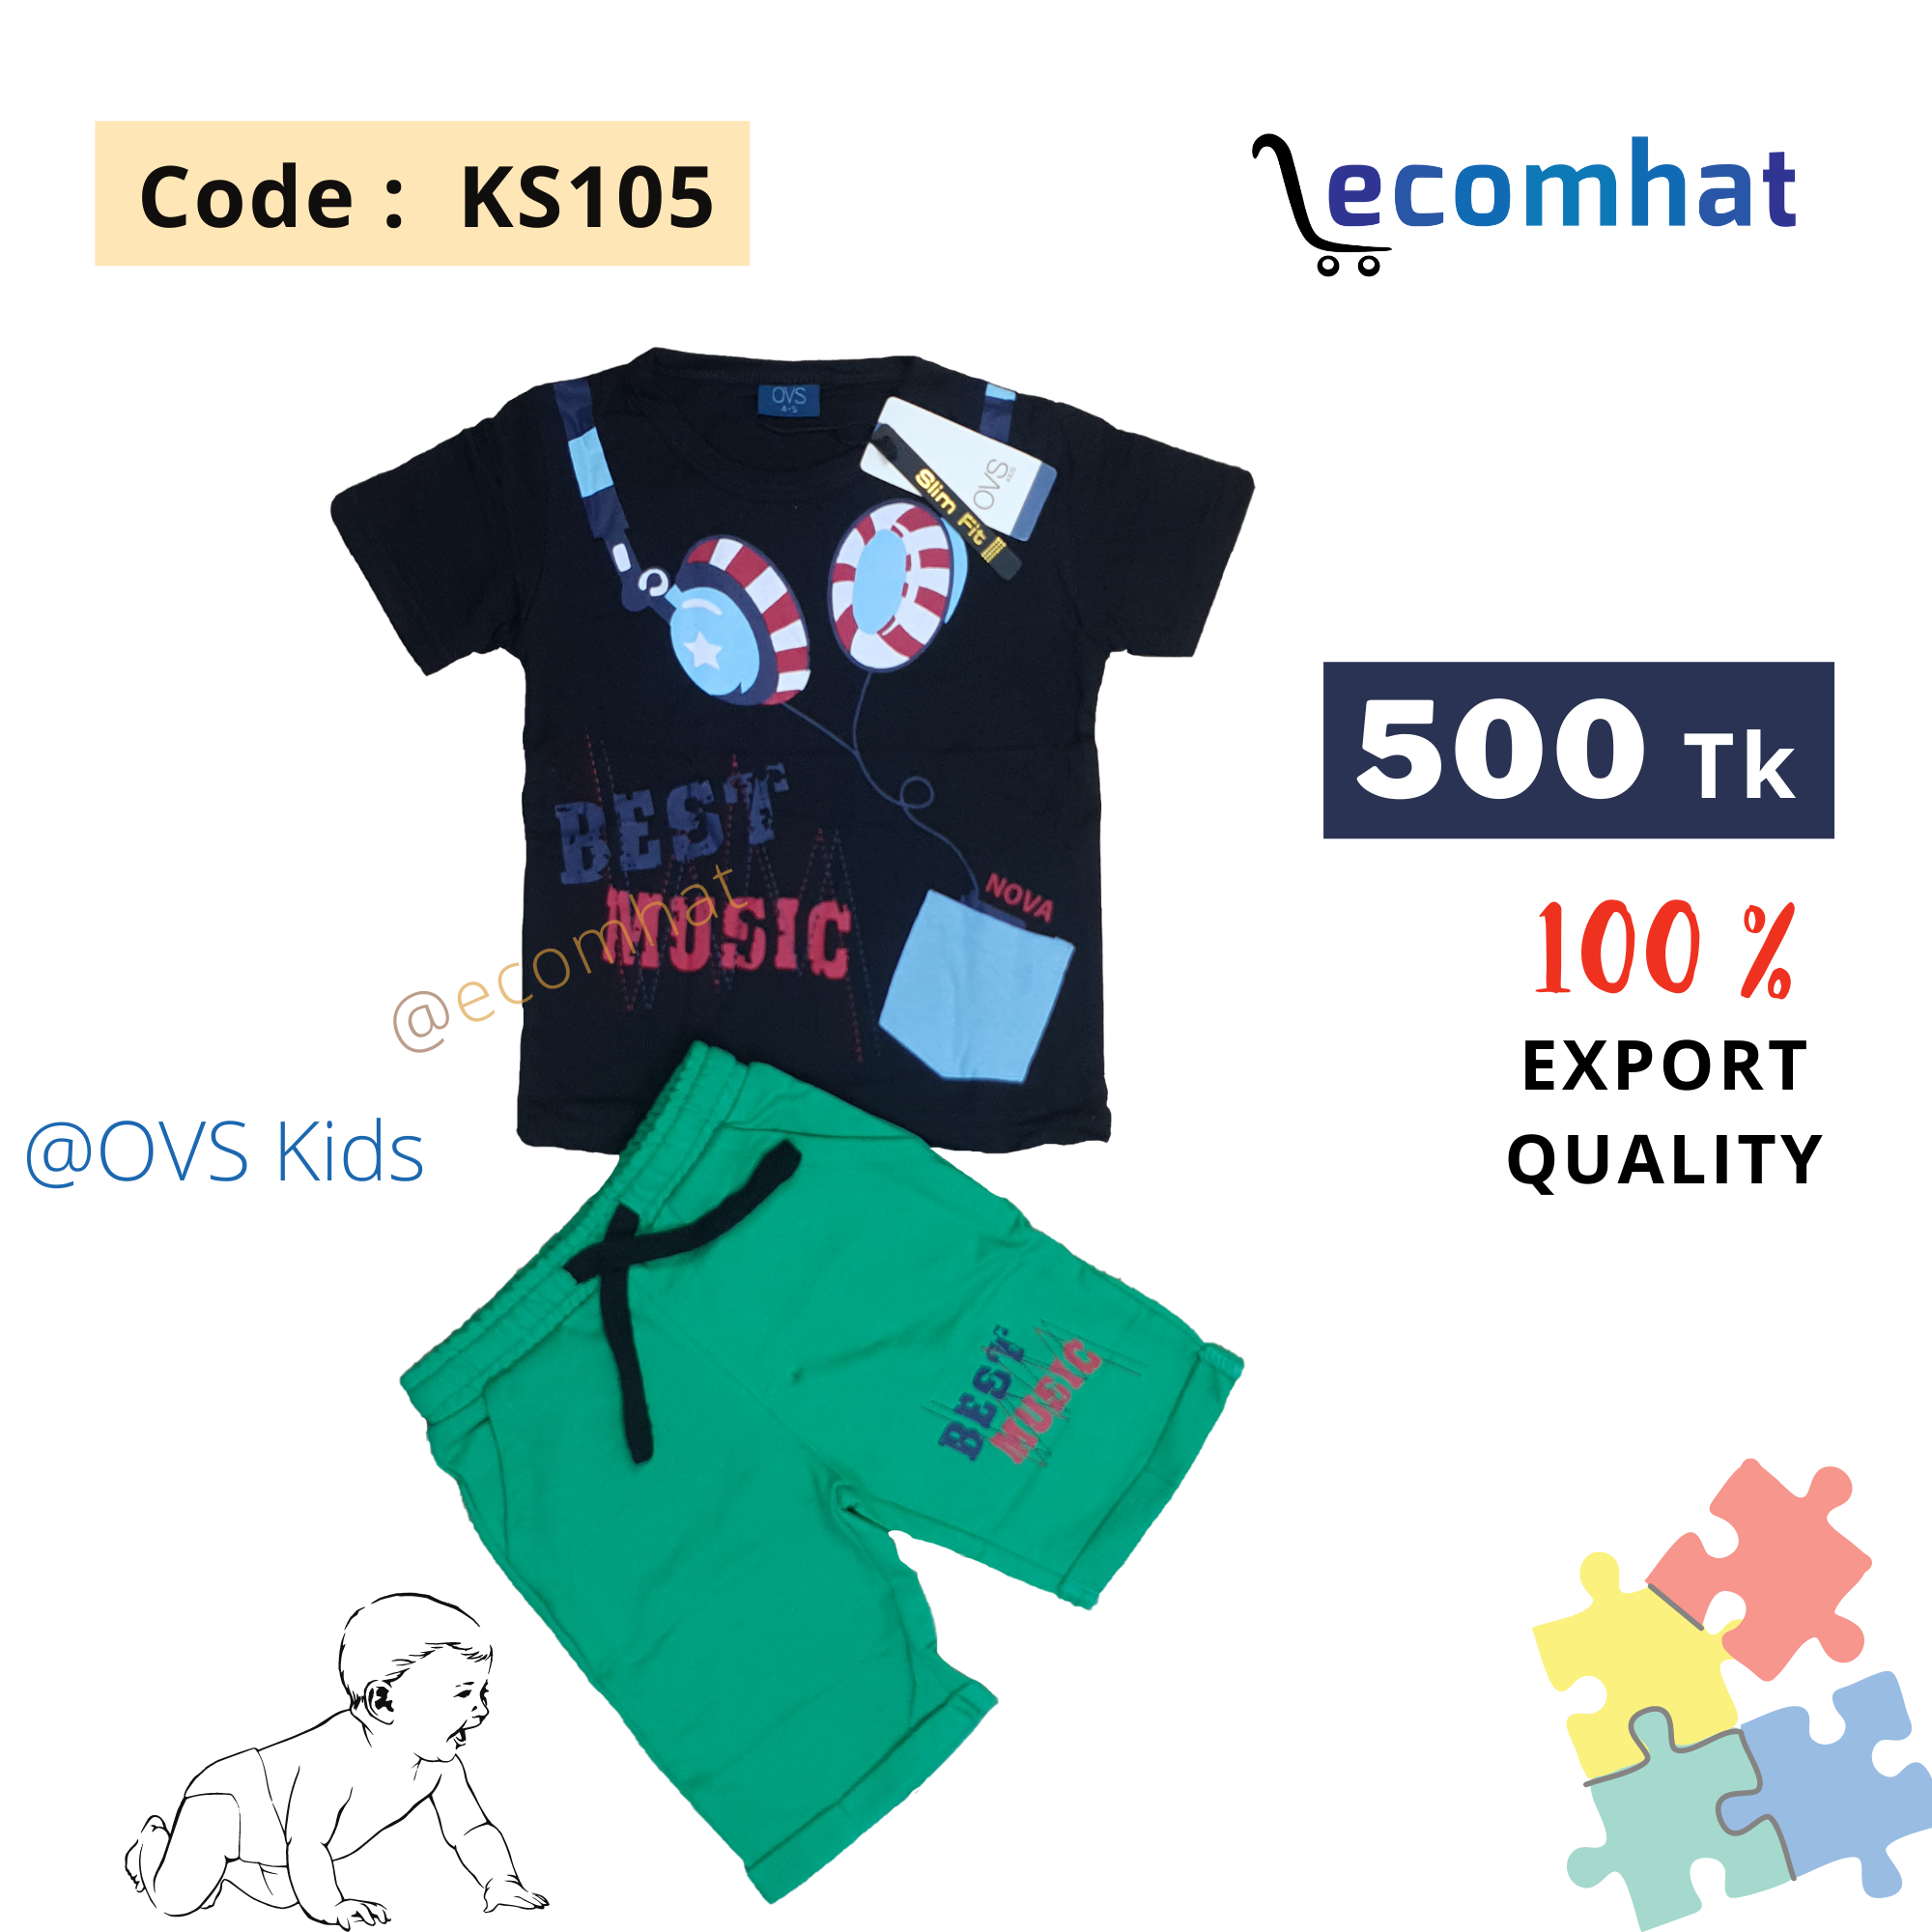 Code : KS105
ecomhat
OVS
4-5
OVS
KIDS
Slim Fit
BEST
MUSIC
NOVA
@ecomhat
500 Tk
100 %
EXPORT
QUALITY
@OVS Kids
BEST
MUSIC